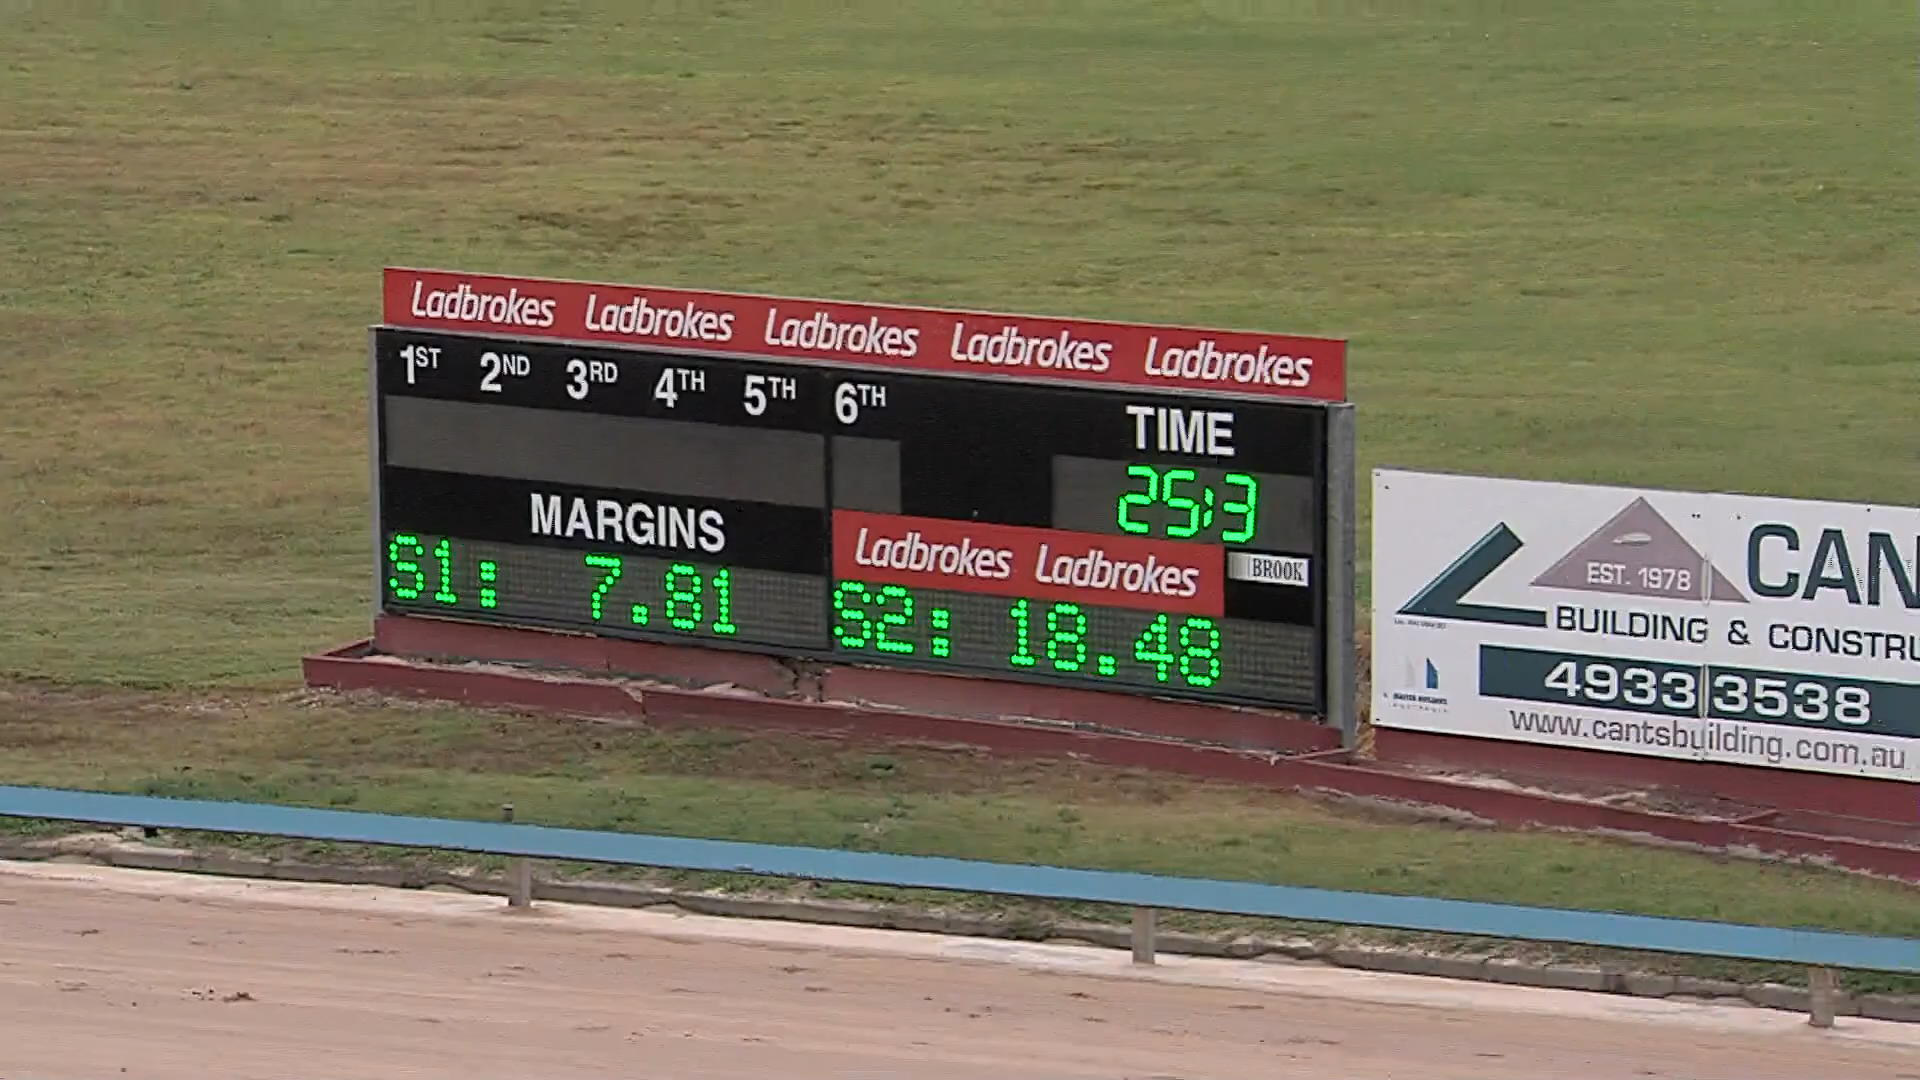 Ladbrokes Ladbrokes Ladbrokes Ladbrokes Ladbrokes
1ST 2ND 3RD 4TH 5TH 6TH
TIME
25:3
MARGINS
Ladbrokes Ladbrokes
BROOK
S1: 7.81 S2: 18.48
EST. 1978
CAN
BUILDING & CONSTRU
4933 3538
www.cantsbuilding.com.au